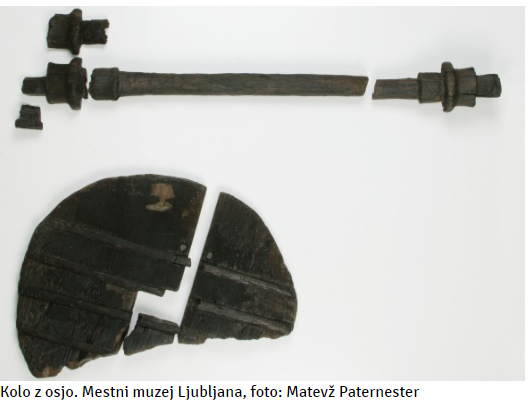 Kolo z osjo. Mestni muzej Ljubljana, foto: Matevž Paternester